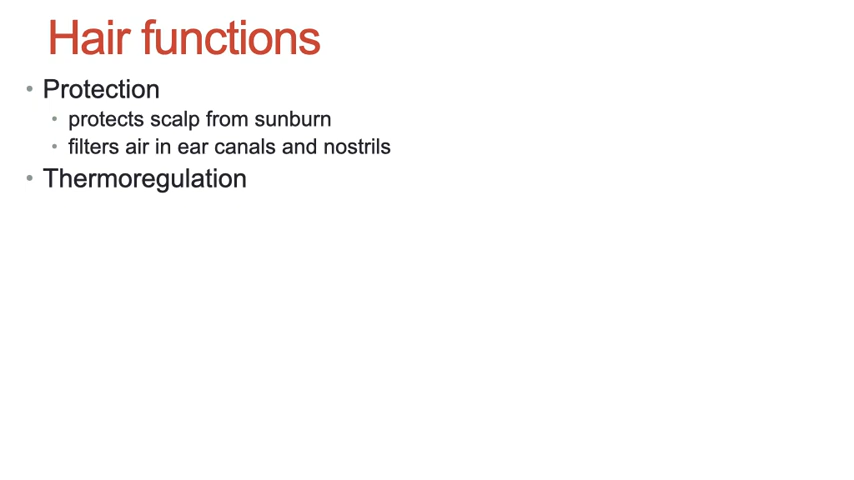 Hair functions
• Protection
• protects scalp from sunburn
• filters air in ear canals and nostrils
• Thermoregulation